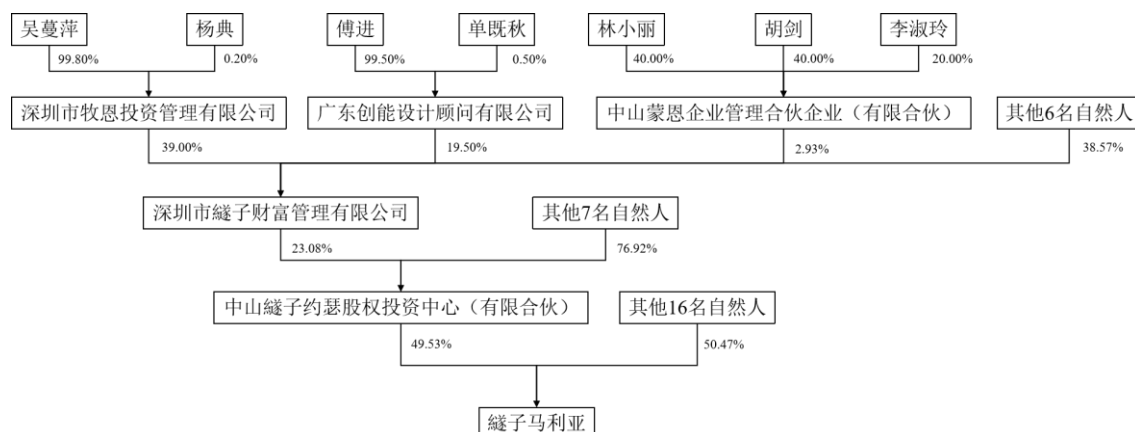 吴蔓萍
杨典
傅进
单既秋
林小丽
胡剑
李淑玲
99.80%
0.20%
99.50%
0.50%
40.00%
40.00%
20.00%
深圳市牧恩投资管理有限公司
广东创能设计顾问有限公司
中山蒙恩企业管理合伙企业（有限合伙）
其他6名自然人
39.00%
19.50%
2.93%
38.57%
深圳市繸子财富管理有限公司
其他7名自然人
23.08%
76.92%
中山繸子约瑟股权投资中心（有限合伙）
其他16名自然人
49.53%
50.47%
繸子马利亚